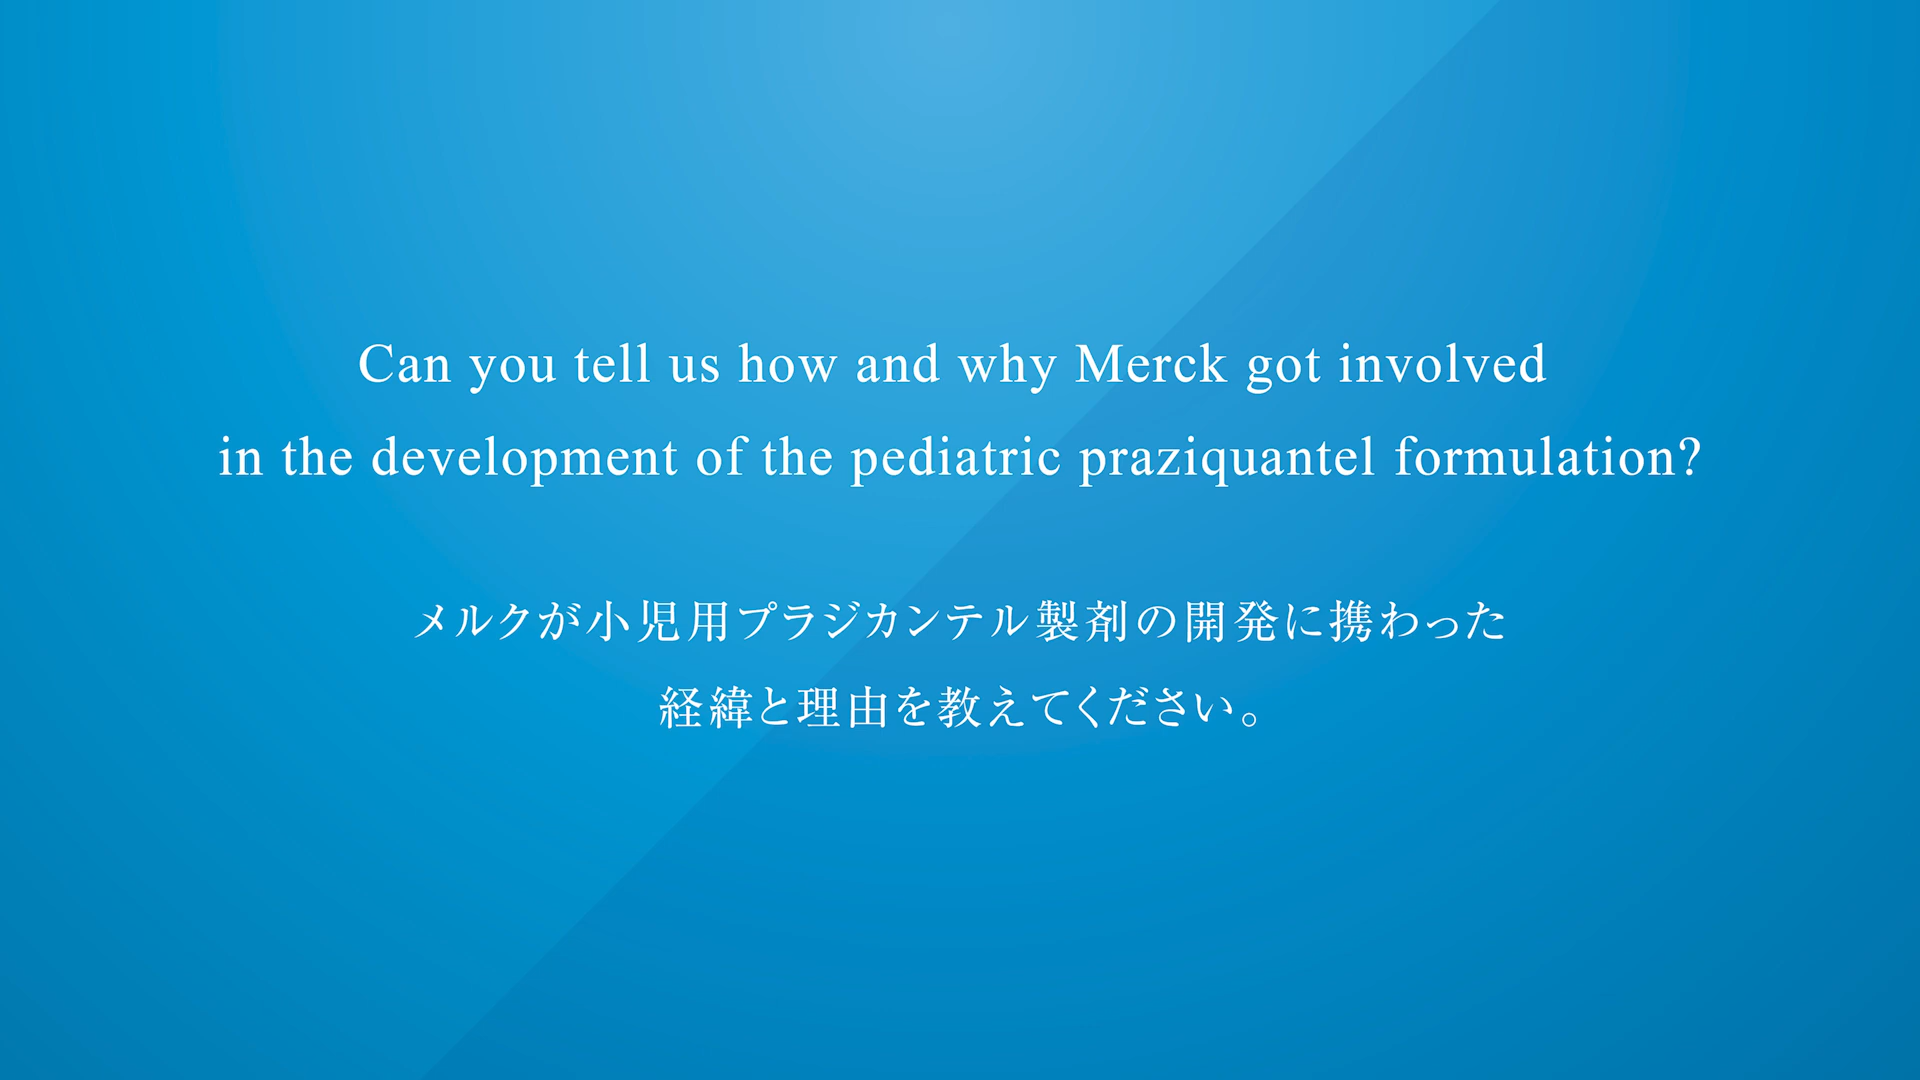 Can you tell us how and why Merck got involved
in the development of the pediatric praziquantel formulation?
メルクが小児用プラジカンテル製剤の開発に携わった
経緯と理由を教えてください。